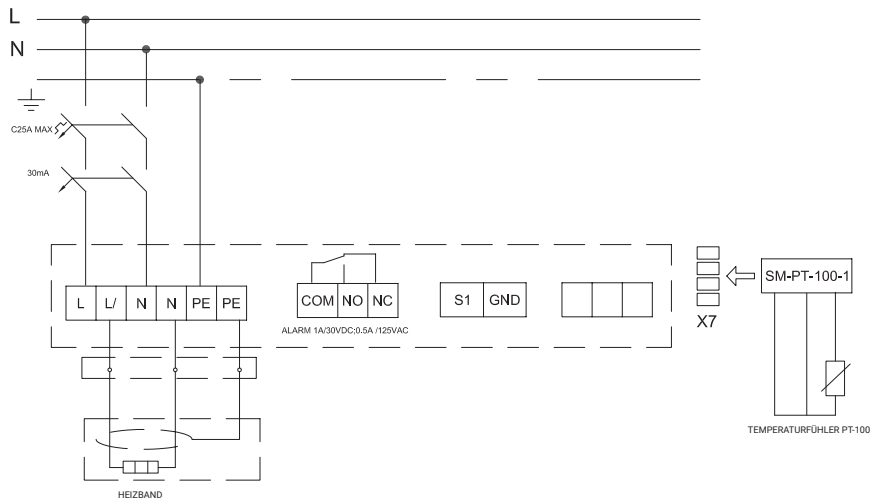 L
N
C25A MAX
30mA
L L/ N N PE PE
COM NO NC
S1 GND
SM-PT-100-1
X7
ALARM 1A/30VDC;0.5A /125VAC
TEMPERATURFÜHLER PT-100
HEIZBAND